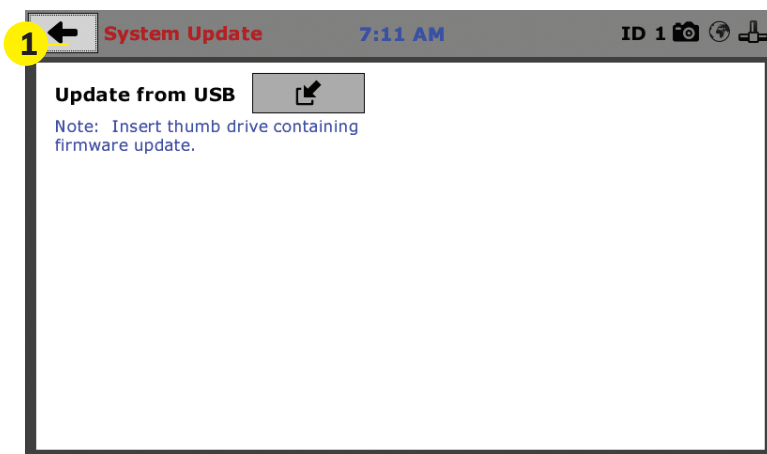 1
System Update 7:11 AM ID 1
Update from USB
Note: Insert thumb drive containing
firmware update.